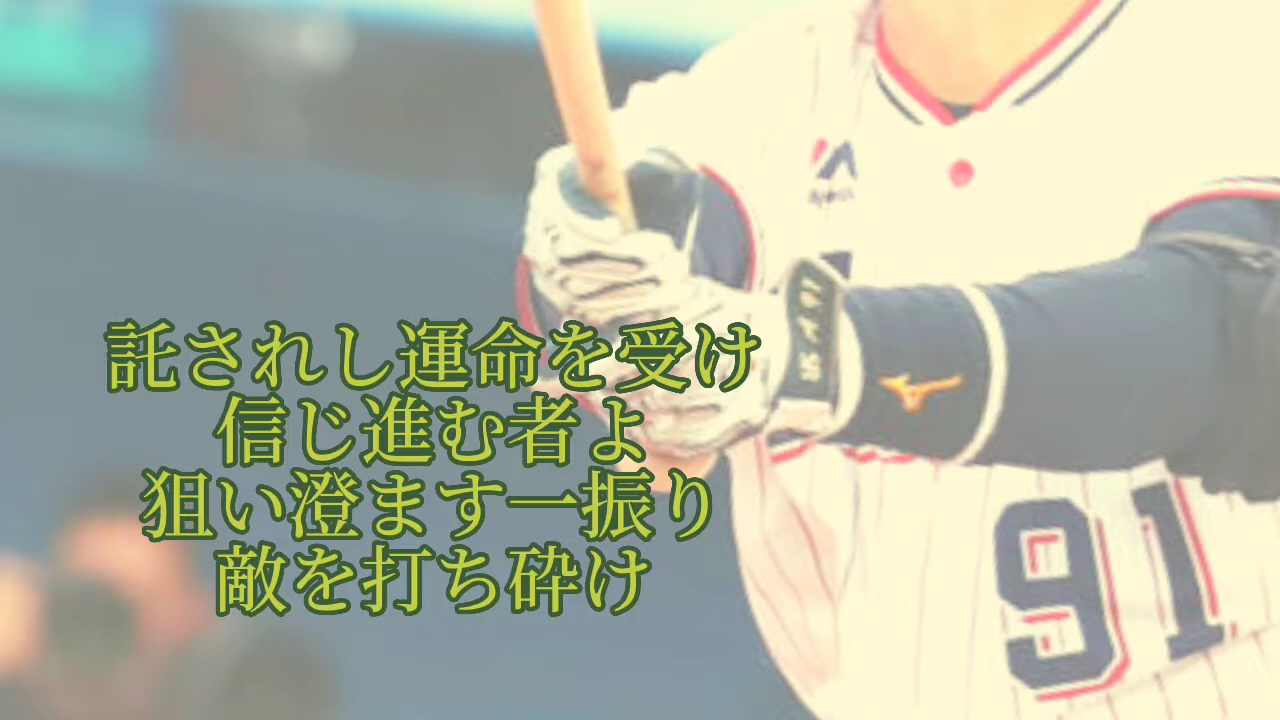 託されし運命を受け
信じ進む者よ
狙い澄ます一振り
敵を打ち砕け
91